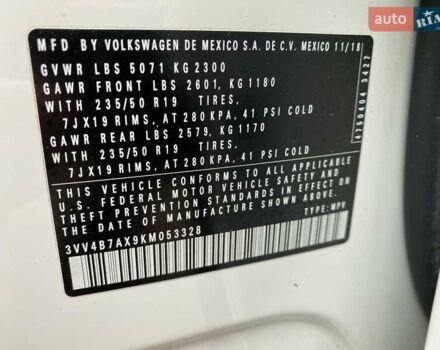 auto
RIA
MFD BY VOLKSWAGEN DE MEXICO S.A. DE C.V. MEXICO 11/18
GVWR LBS 5071 KG 2300
GAWR FRONT LBS 2601, KG 1180
WITH 235/50 R19 TIRES,
7JX19 RIMS, AT 280 KPA, 41 PSI COLD
GAWR REAR LBS 2579, KG 1170
WITH 235/50 R19 TIRES,
7JX19 RIMS, AT 280 KPA, 41 PSI COLD
THIS VEHICLE CONFORMS TO ALL APPLICABLE
U.S. FEDERAL MOTOR VEHICLE SAFETY AND
THEFT PREVENTION STANDARDS IN EFFECT ON THE
DATE OF MANUFACTURE SHOWN ABOVE.
3VV4B7AX9KM053328 TYPE: MPV
4750404 3427